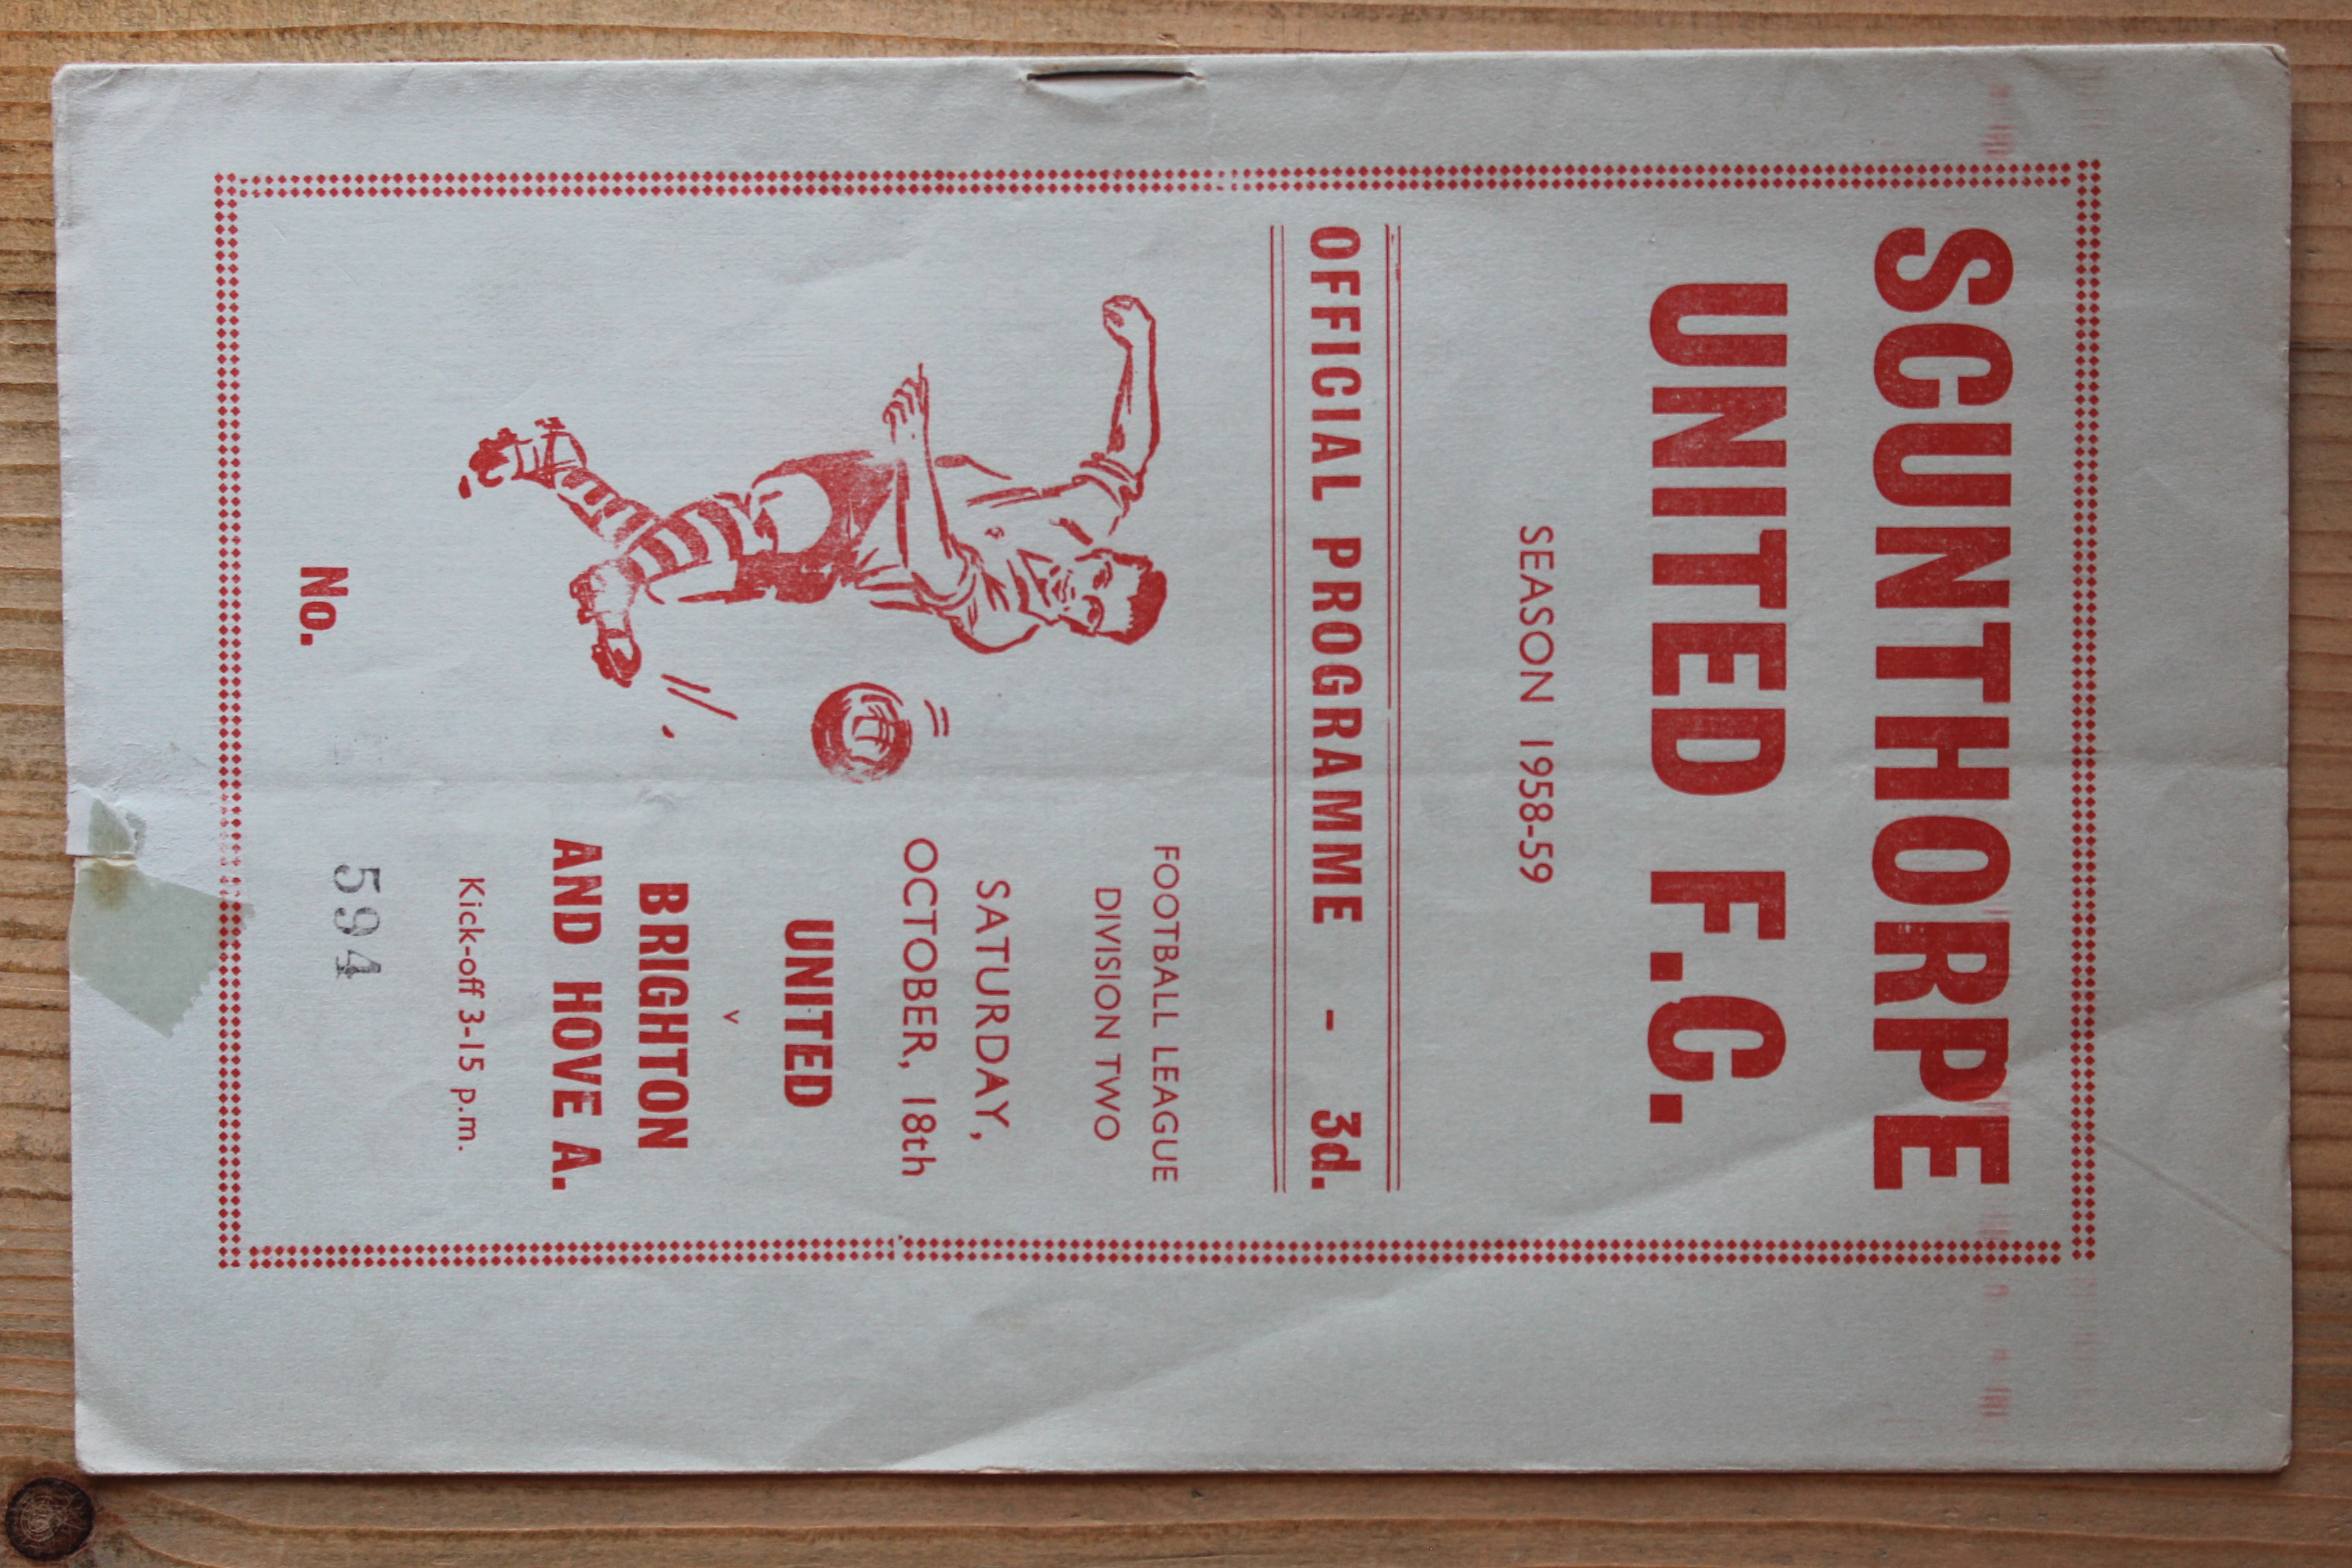 SCUNTHORPE
UNITED F.C.
SEASON 1958-59
OFFICIAL PROGRAMME - 3d.
FOOTBALL LEAGUE
DIVISION TWO
SATURDAY,
OCTOBER, 18th
UNITED
v
BRIGHTON
AND HOVE A.
Kick-off 3-15 p.m.
No. 594